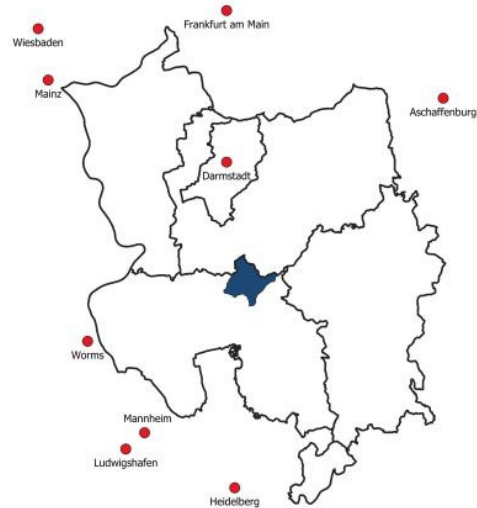 Frankfurt am Main
Wiesbaden
Mainz
Aschaffenburg
Darmstadt
Worms
Mannheim
Ludwigshafen
Heidelberg